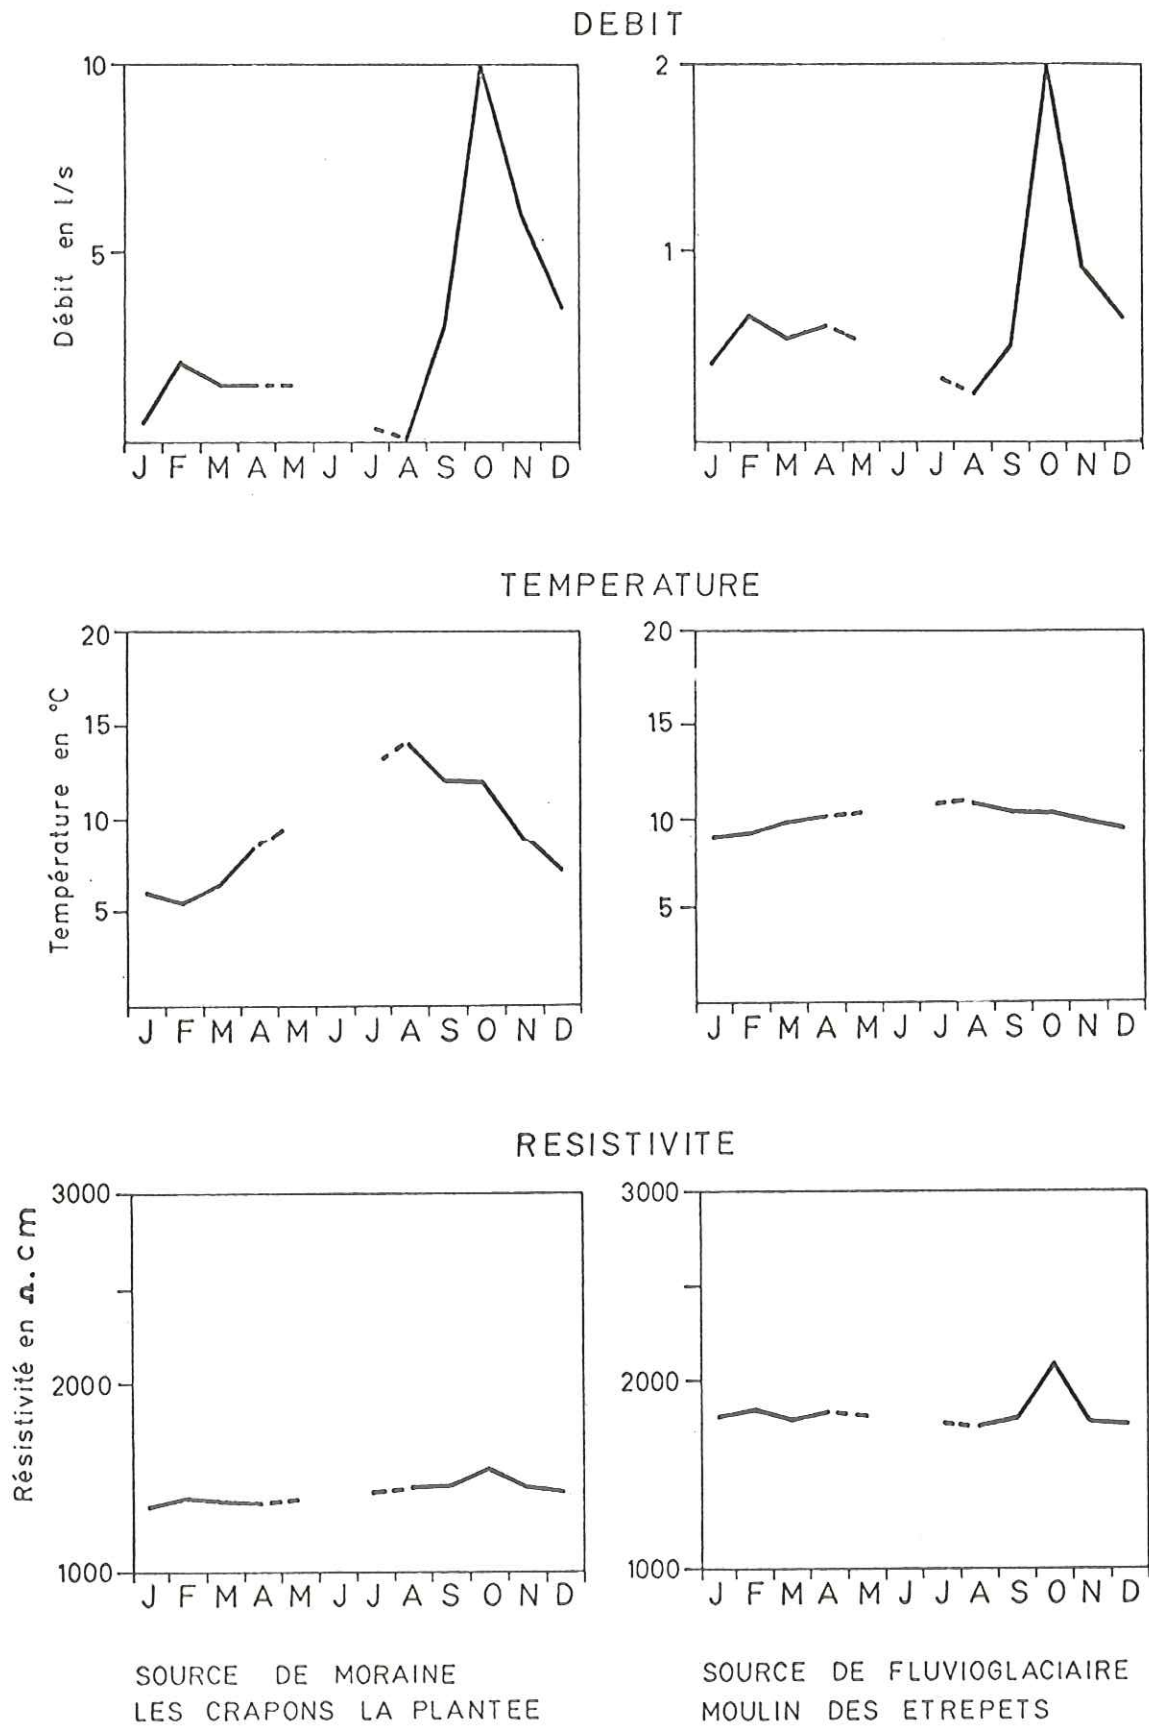 DEBIT
Débit en l/s
10
5
J F M A M J J A S O N D
2
1
J F M A M J J A S O N D
TEMPERATURE
Température en °C
20
15
10
5
J F M A M J J A S O N D
20
15
10
5
J F M A M J J A S O N D
RESISTIVITE
Résistivité en Ω.cm
3000
2000
1000
J F M A M J J A S O N D
3000
2000
1000
J F M A M J J A S O N D
SOURCE DE MORAINE
LES CRAPONS LA PLANTEE
SOURCE DE FLUVIOGLACIAIRE
MOULIN DES ETREPETS